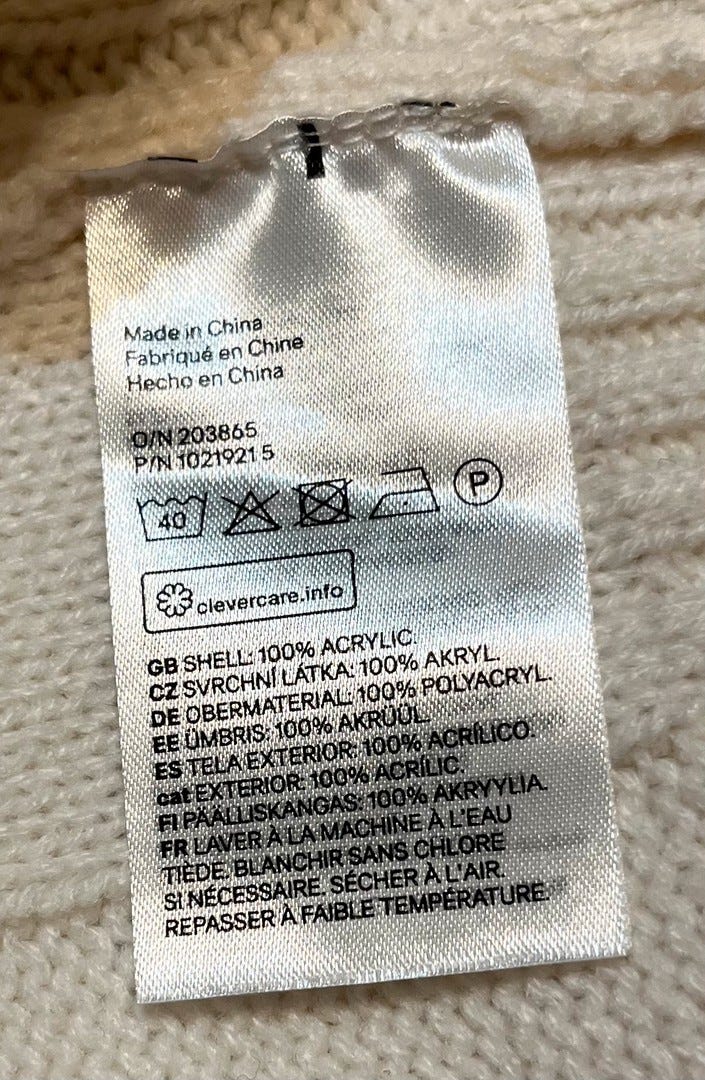 Made in China
Fabriqué en Chine
Hecho en China
O/N 203865
P/N 1021921 5
40
P
clevercare.info
GB SHELL: 100% ACRYLIC.
CZ SVRCHNÍ LÁTKA: 100% AKRYL.
DE OBERMATERIAL: 100% POLYACRYL.
EE ÜMBRIS: 100% AKRÜÜL.
ES TELA EXTERIOR: 100% ACRÍLICO.
cat EXTERIOR: 100% ACRÍLIC.
FI PÄÄLLISKANGAS: 100% AKRYYLIA.
FR LAVER À LA MACHINE À L'EAU
TIÈDE. BLANCHIR SANS CHLORE
SI NÉCESSAIRE. SÉCHER À L'AIR.
REPASSER À FAIBLE TEMPÉRATURE.